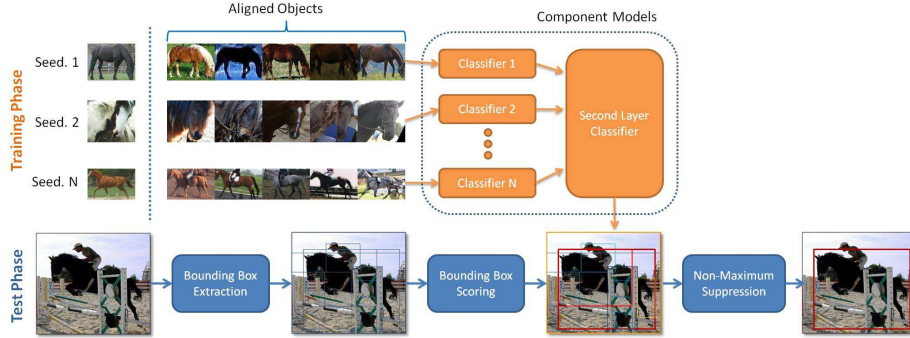 Aligned Objects
Component Models
Training Phase
Seed. 1
Classifier 1
Seed. 2
Classifier 2
Second Layer
Classifier
Seed. N
Classifier N
Test Phase
Bounding Box
Extraction
Bounding Box
Scoring
Non-Maximum
Suppression